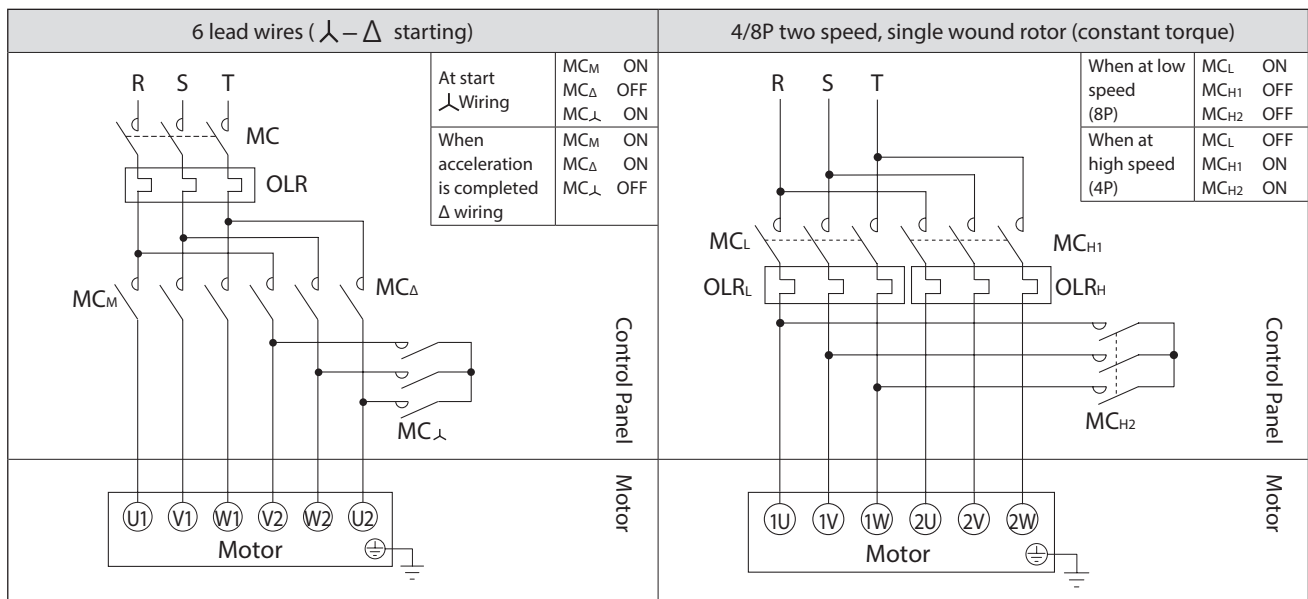 6 lead wires (⅄ – Δ starting)
R S T
MC
OLR
At start
⅄ Wiring
MCM ON
MCΔ OFF
MC⅄ ON
When
acceleration
is completed
Δ wiring
MCM ON
MCΔ ON
MC⅄ OFF
MCM
MCΔ
MC⅄
Control Panel
U1 V1 W1 V2 W2 U2
Motor
Motor
4/8P two speed, single wound rotor (constant torque)
R S T
When at low
speed
(8P)
MCL ON
MCH1 OFF
MCH2 OFF
When at
high speed
(4P)
MCL OFF
MCH1 ON
MCH2 ON
MCL
MCH1
OLRL
OLRH
MCH2
Control Panel
1U 1V 1W 2U 2V 2W
Motor
Motor